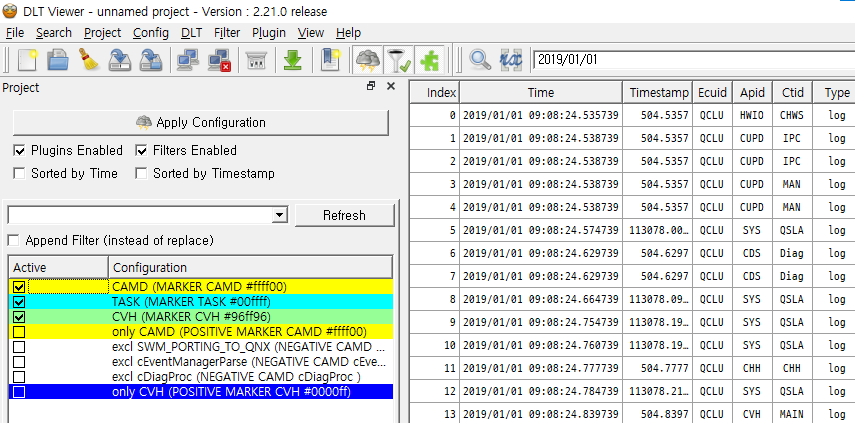 DLT Viewer - unnamed project - Version : 2.21.0 release
File Search Project Config DLT Filter Plugin View Help
2019/01/01
Project
Apply Configuration
Plugins Enabled Filters Enabled
Sorted by Time Sorted by Timestamp
Refresh
Append Filter (instead of replace)
Active Configuration
CAMD (MARKER CAMD #ffff00)
TASK (MARKER TASK #00ffff)
CVH (MARKER CVH #96ff96)
only CAMD (POSITIVE MARKER CAMD #ffff00)
excl SWM_PORTING_TO_QNX (NEGATIVE CAMD ...
excl cEventManagerParse (NEGATIVE CAMD cEve...
excl cDiagProc (NEGATIVE CAMD cDiagProc )
only CVH (POSITIVE MARKER CVH #0000ff)
Index Time Timestamp Ecuid Apid Ctid Type
0 2019/01/01 09:08:24.535739 504.5357 QCLU HWIO CHWS log
1 2019/01/01 09:08:24.538739 504.5387 QCLU CUPD IPC log
2 2019/01/01 09:08:24.538739 504.5387 QCLU CUPD IPC log
3 2019/01/01 09:08:24.538739 504.5387 QCLU CUPD MAN log
4 2019/01/01 09:08:24.538739 504.5387 QCLU CUPD MAN log
5 2019/01/01 09:08:24.574739 113078.00... QCLU SYS QSLA log
6 2019/01/01 09:08:24.629739 504.6297 QCLU CDS Diag log
7 2019/01/01 09:08:24.629739 504.6297 QCLU CDS Diag log
8 2019/01/01 09:08:24.664739 113078.09... QCLU SYS QSLA log
9 2019/01/01 09:08:24.754739 113078.19... QCLU SYS QSLA log
10 2019/01/01 09:08:24.760739 113078.19... QCLU SYS QSLA log
11 2019/01/01 09:08:24.777739 504.7777 QCLU CHH CHH log
12 2019/01/01 09:08:24.784739 113078.21... QCLU SYS QSLA log
13 2019/01/01 09:08:24.839739 504.8397 QCLU CVH MAIN log